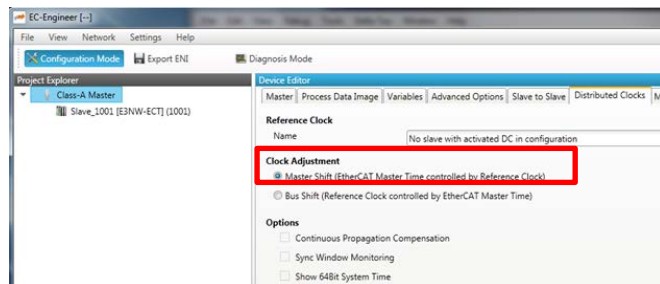 EC-Engineer [--]
File View Network Settings Help
Configuration Mode Export ENI Diagnosis Mode
Project Explorer
Class-A Master
Slave_1001 [E3NW-ECT] (1001)
Device Editor
Master Process Data Image Variables Advanced Options Slave to Slave Distributed Clocks M
Reference Clock
Name No slave with activated DC in configuration
Clock Adjustment
Master Shift (EtherCAT Master Time controlled by Reference Clock)
Bus Shift (Reference Clock controlled by EtherCAT Master Time)
Options
Continuous Propagation Compensation
Sync Window Monitoring
Show 64Bit System Time